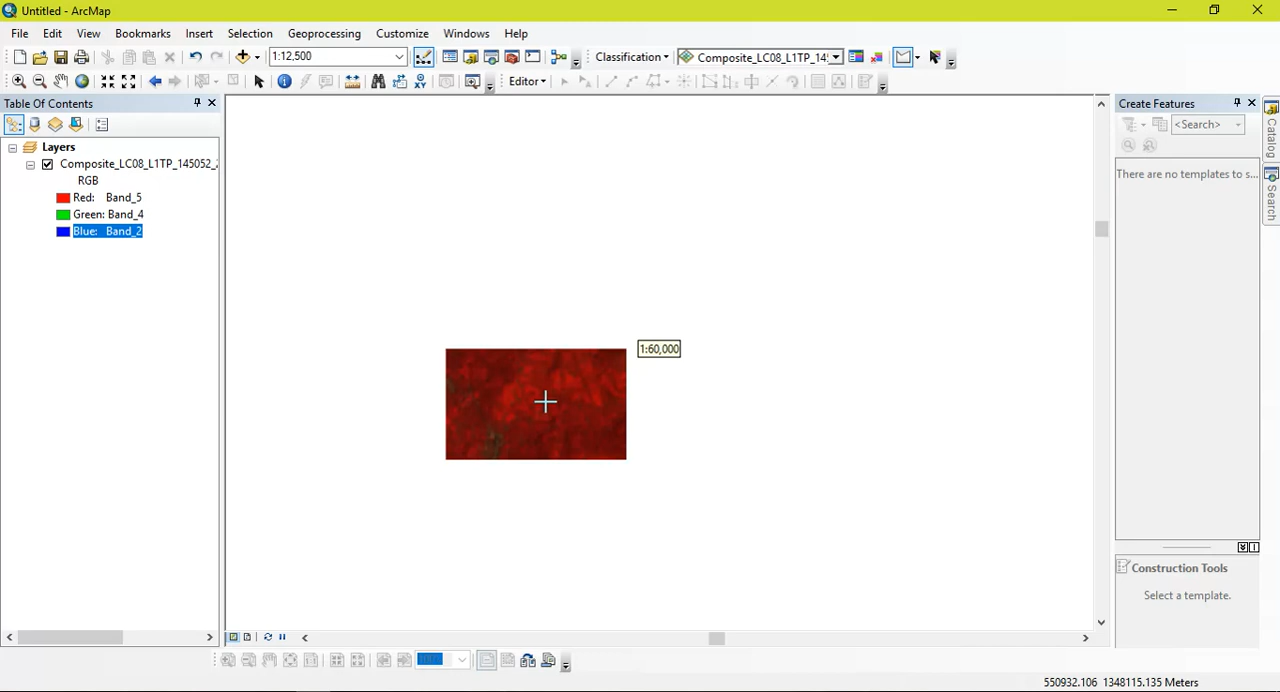 Untitled - ArcMap
File Edit View Bookmarks Insert Selection Geoprocessing Customize Windows Help
1:12,500 Classification Composite_LC08_L1TP_14
Editor
Table Of Contents
Create Features
<Search>
Layers
Composite_LC08_L1TP_145052_
RGB
Red: Band_5
Green: Band_4
Blue: Band_2
There are no templates to s...
Catalog
Search
1:60,000
Construction Tools
Select a template.
550932.106 1348115.135 Meters